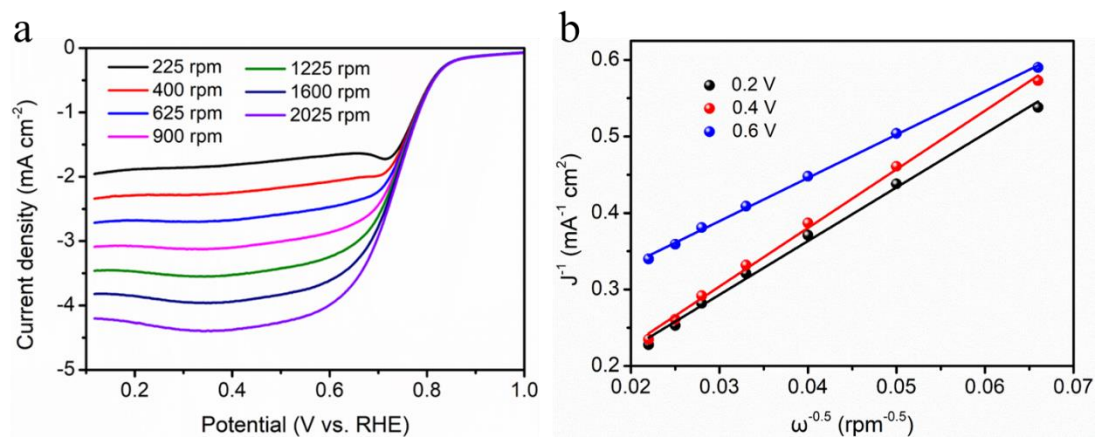 a
0
-1
-2
-3
-4
-5
Current density (mA cm⁻²)
225 rpm
400 rpm
625 rpm
900 rpm
1225 rpm
1600 rpm
2025 rpm
0.2 0.4 0.6 0.8 1.0
Potential (V vs. RHE)
b
0.6
0.5
0.4
0.3
0.2
J⁻¹ (mA⁻¹ cm²)
0.2 V
0.4 V
0.6 V
0.02 0.03 0.04 0.05 0.06 0.07
ω⁻⁰·⁵ (rpm⁻⁰·⁵)